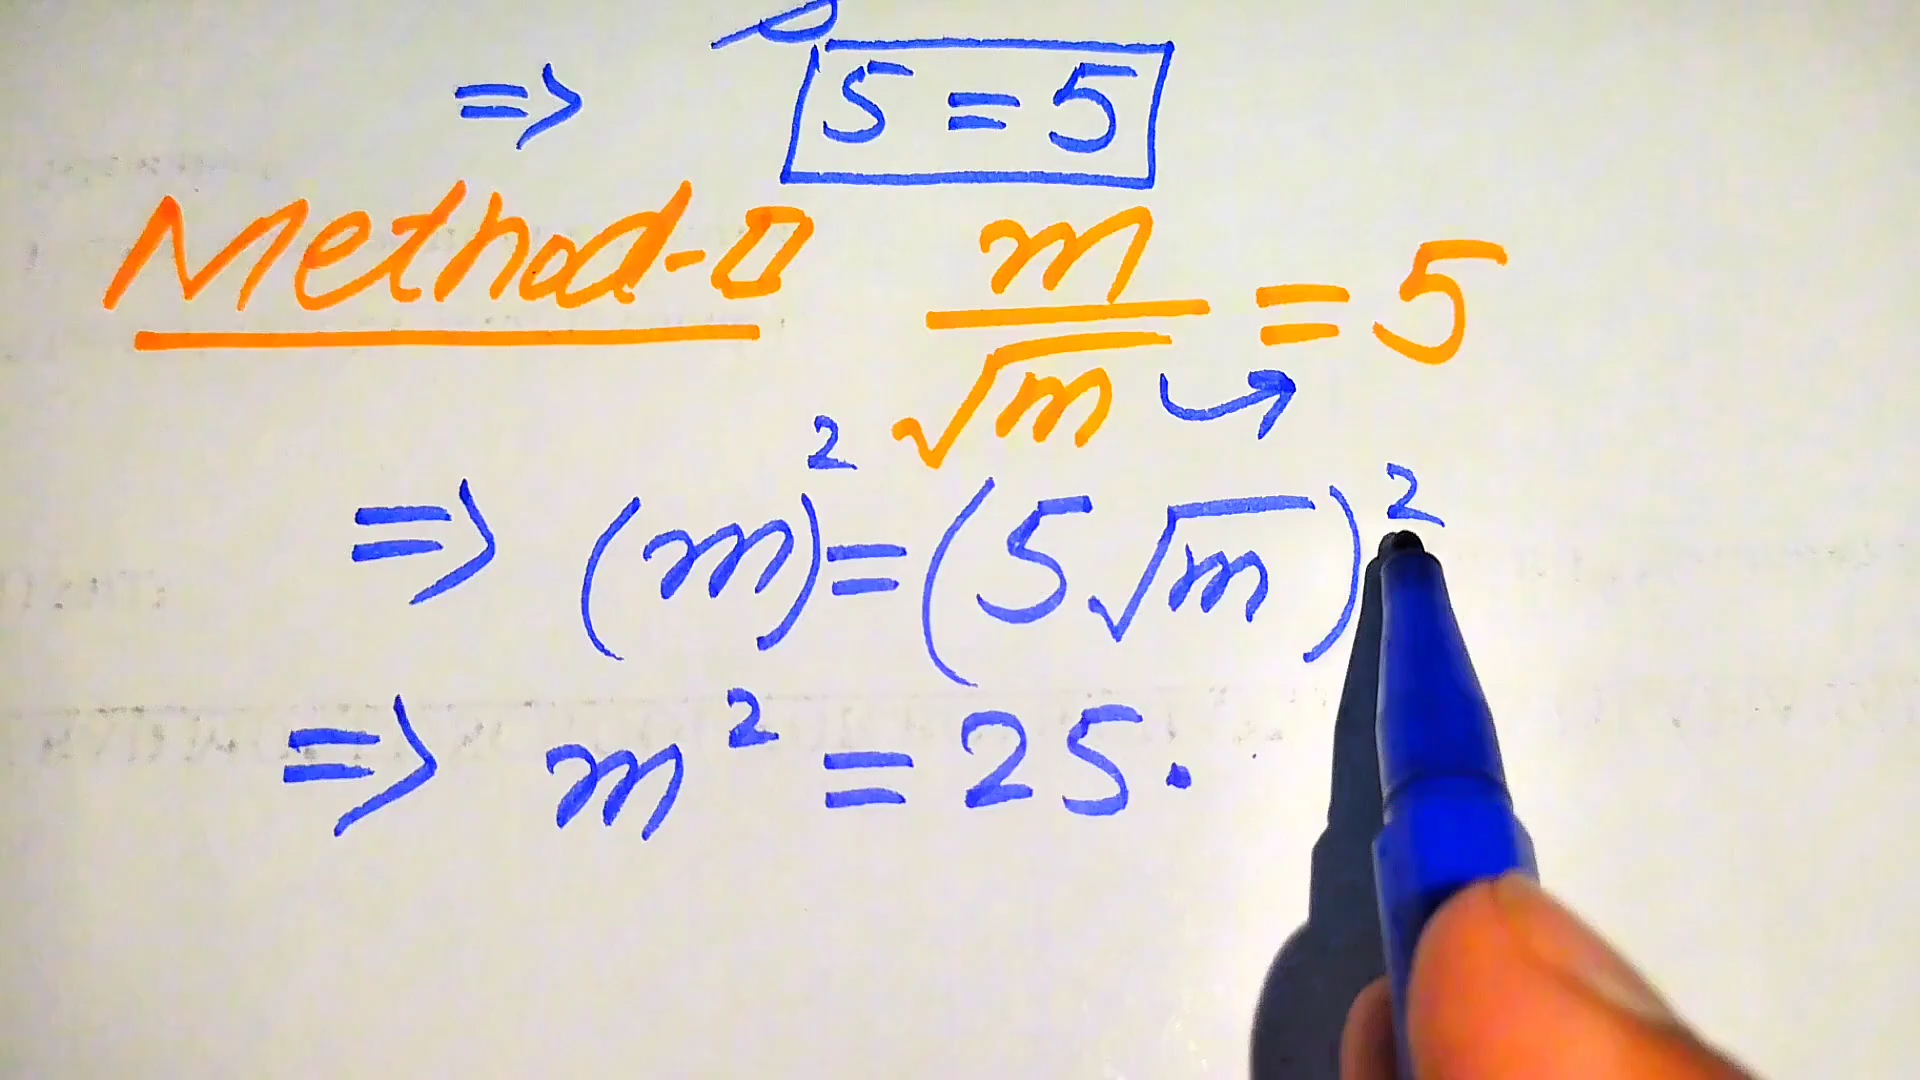 => 5 = 5
Method-II m/√m = 5
=> (m)² = (5√m)²
=> m² = 25.